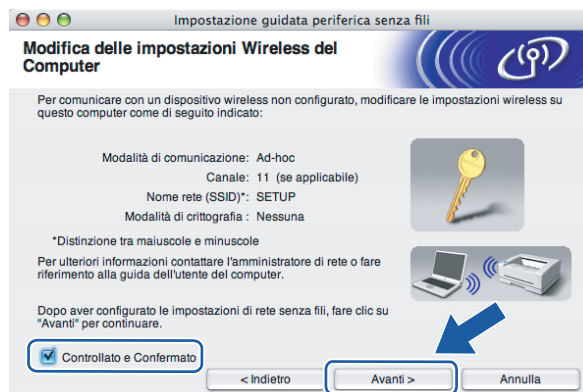 Impostazione guidata periferica senza fili
Modifica delle impostazioni Wireless del
Computer
Per comunicare con un dispositivo wireless non configurato, modificare le impostazioni wireless su
questo computer come di seguito indicato:
Modalità di comunicazione: Ad-hoc
Canale: 11 (se applicabile)
Nome rete (SSID)*: SETUP
Modalità di crittografia : Nessuna
*Distinzione tra maiuscole e minuscole
Per ulteriori informazioni contattare l'amministratore di rete o fare
riferimento alla guida dell'utente del computer.
Dopo aver configurato le impostazioni di rete senza fili, fare clic su
"Avanti" per continuare.
Controllato e Confermato
< Indietro
Avanti >
Annulla